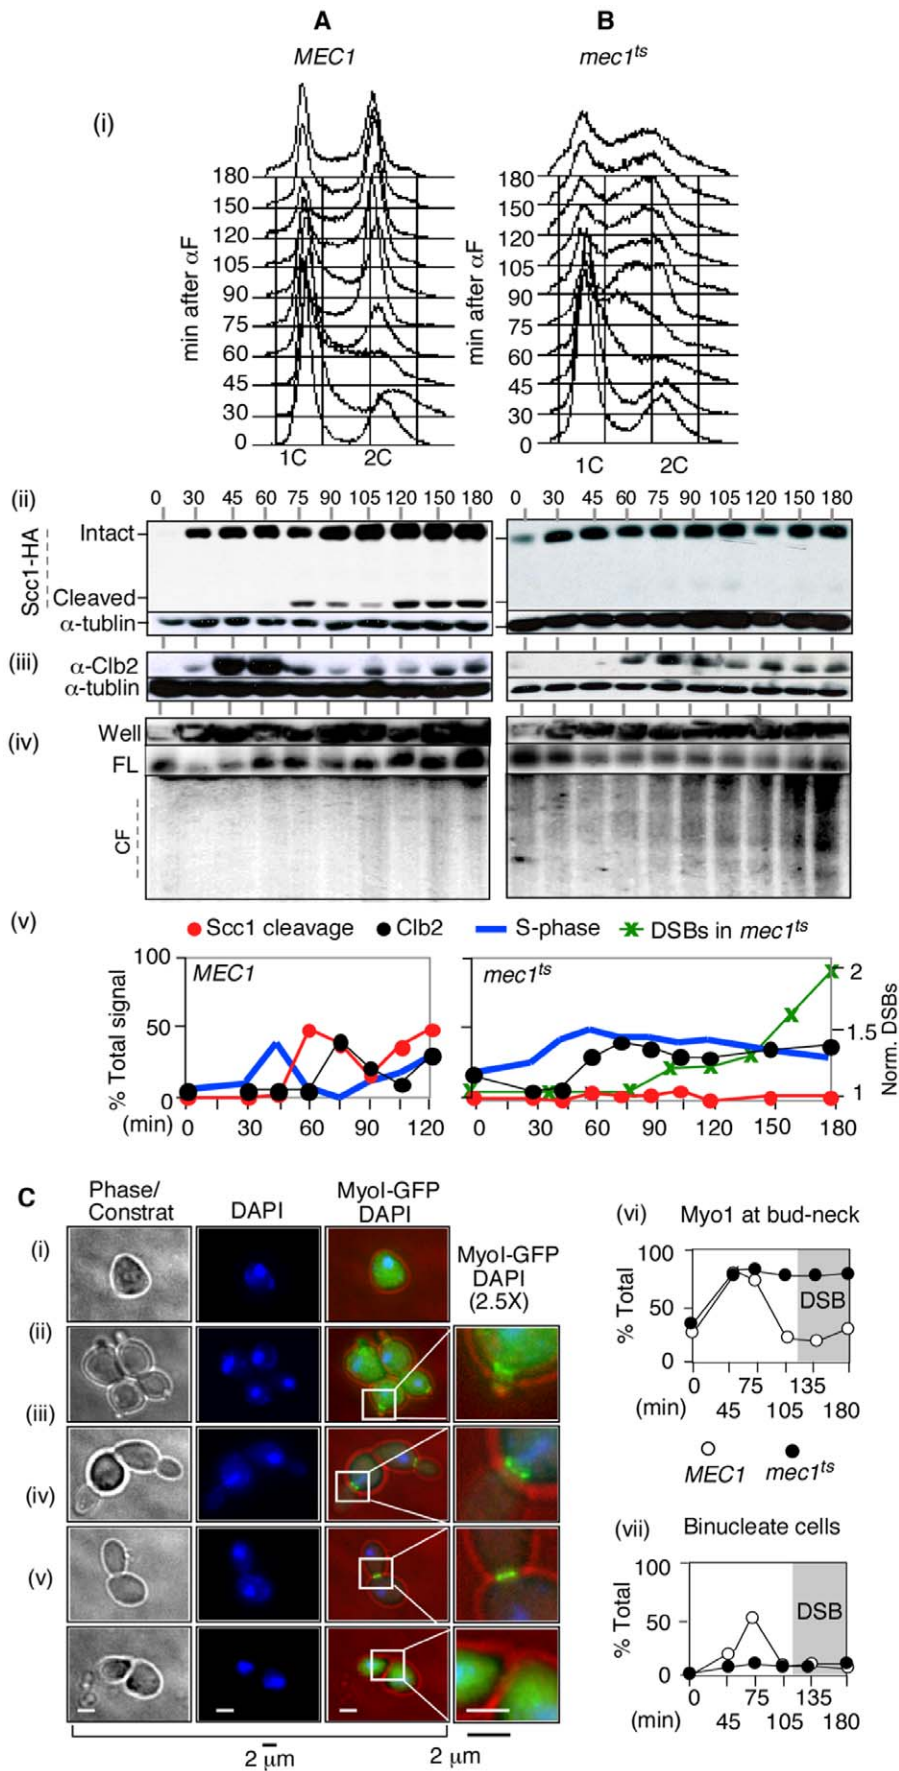 A
B
MEC1
mec1ts
(i)
180
150
120
105
90
75
60
45
30
0
min after αF
1C 2C
180
150
120
105
90
75
60
45
30
0
min after αF
1C 2C
(ii)
0 30 45 60 75 90 105 120 150 180
0 30 45 60 75 90 105 120 150 180
Scc1-HA
Intact
Cleaved
α-tublin
(iii)
α-Clb2
α-tublin
(iv)
Well
FL
CF
(v)
Scc1 cleavage Clb2 S-phase DSBs in mec1ts
MEC1
mec1ts
% Total signal
100
50
0
(min) 0 30 60 90 120
0 30 60 90 120 150 180
2
1.5
1
Norm. DSBs
C
Phase/
Constrat
DAPI
MyoI-GFP
DAPI
MyoI-GFP
DAPI
(2.5X)
(i)
(ii)
(iii)
(iv)
(v)
2 μm
2 μm
(vi) Myo1 at bud-neck
% Total
100
50
0
DSB
0 75 135
(min) 45 105 180
MEC1 mec1ts
(vii) Binucleate cells
% Total
100
50
0
DSB
0 75 135
(min) 45 105 180